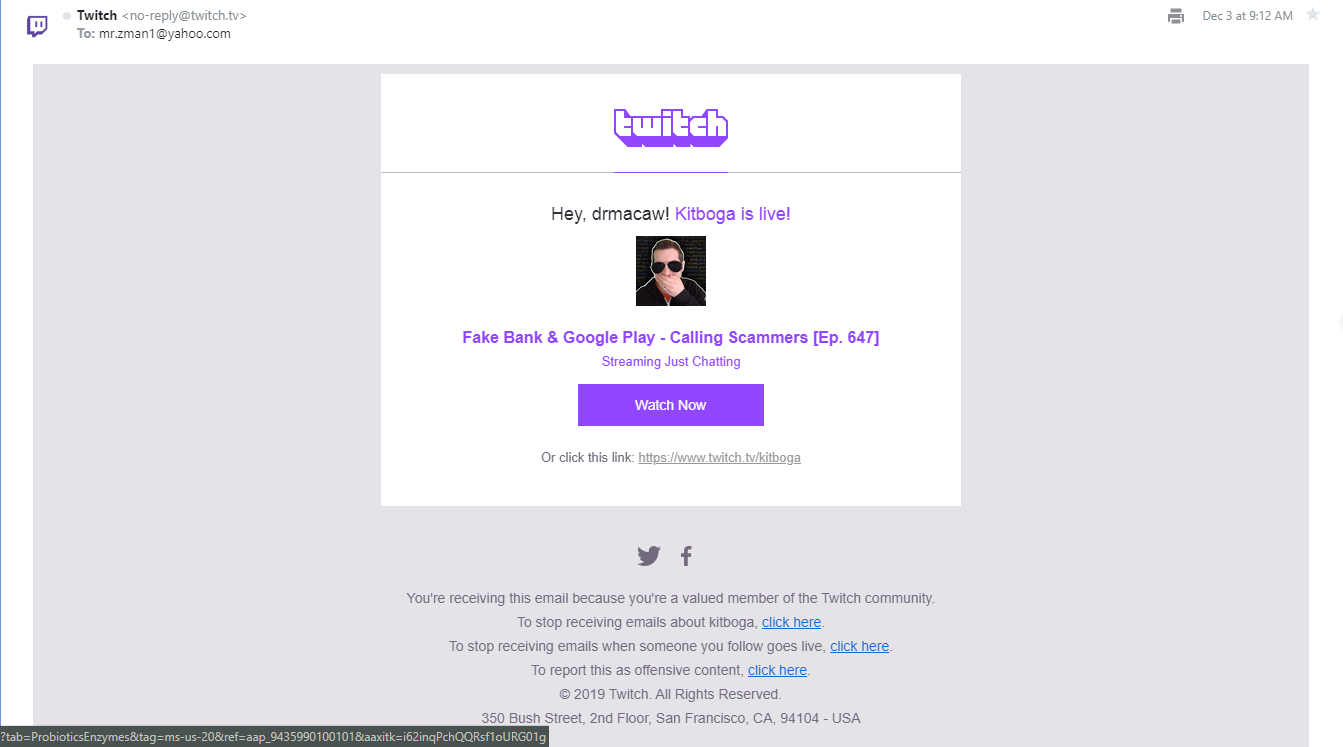 Twitch <no-reply@twitch.tv>
To: mr.zman1@yahoo.com
Dec 3 at 9:12 AM
twitch
Hey, drmacaw! Kitboga is live!
Fake Bank & Google Play - Calling Scammers [Ep. 647]
Streaming Just Chatting
Watch Now
Or click this link: https://www.twitch.tv/kitboga
You're receiving this email because you're a valued member of the Twitch community.
To stop receiving emails about kitboga, click here.
To stop receiving emails when someone you follow goes live, click here.
To report this as offensive content, click here.
© 2019 Twitch. All Rights Reserved.
350 Bush Street, 2nd Floor, San Francisco, CA, 94104 - USA
?tab=ProbioticsEnzymes&tag=ms-us-20&ref=aap_9435990100101&aaxitk=i62inqPchQQRsf1oURG01g